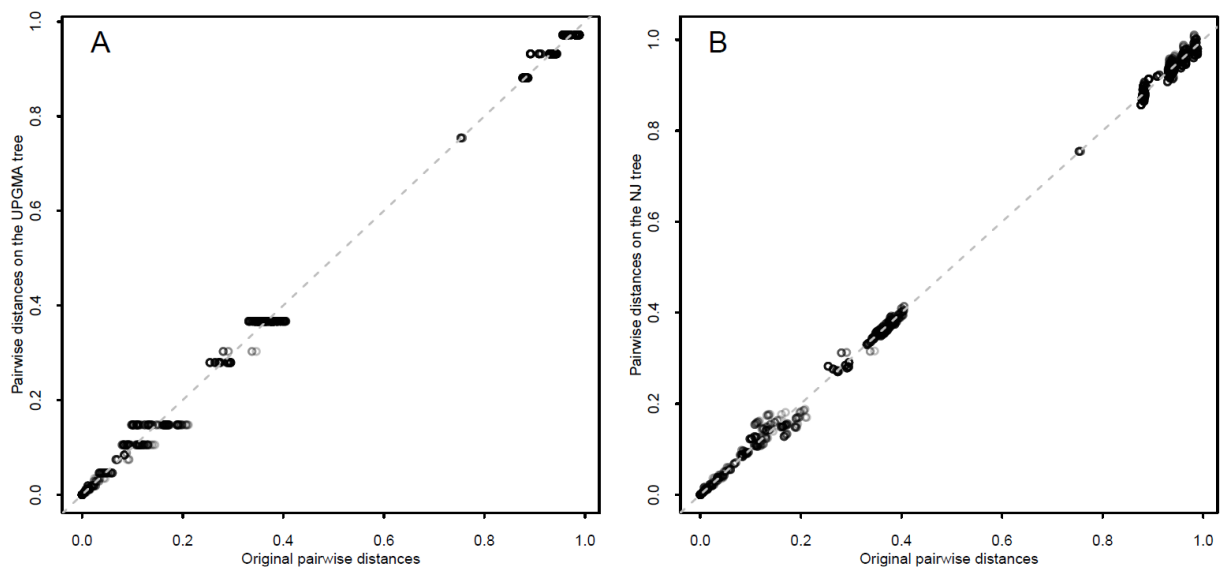 A
Pairwise distances on the UPGMA tree
1.0
0.8
0.6
0.4
0.2
0.0
0.0 0.2 0.4 0.6 0.8 1.0
Original pairwise distances
B
Pairwise distances on the NJ tree
1.0
0.8
0.6
0.4
0.2
0.0
0.0 0.2 0.4 0.6 0.8 1.0
Original pairwise distances